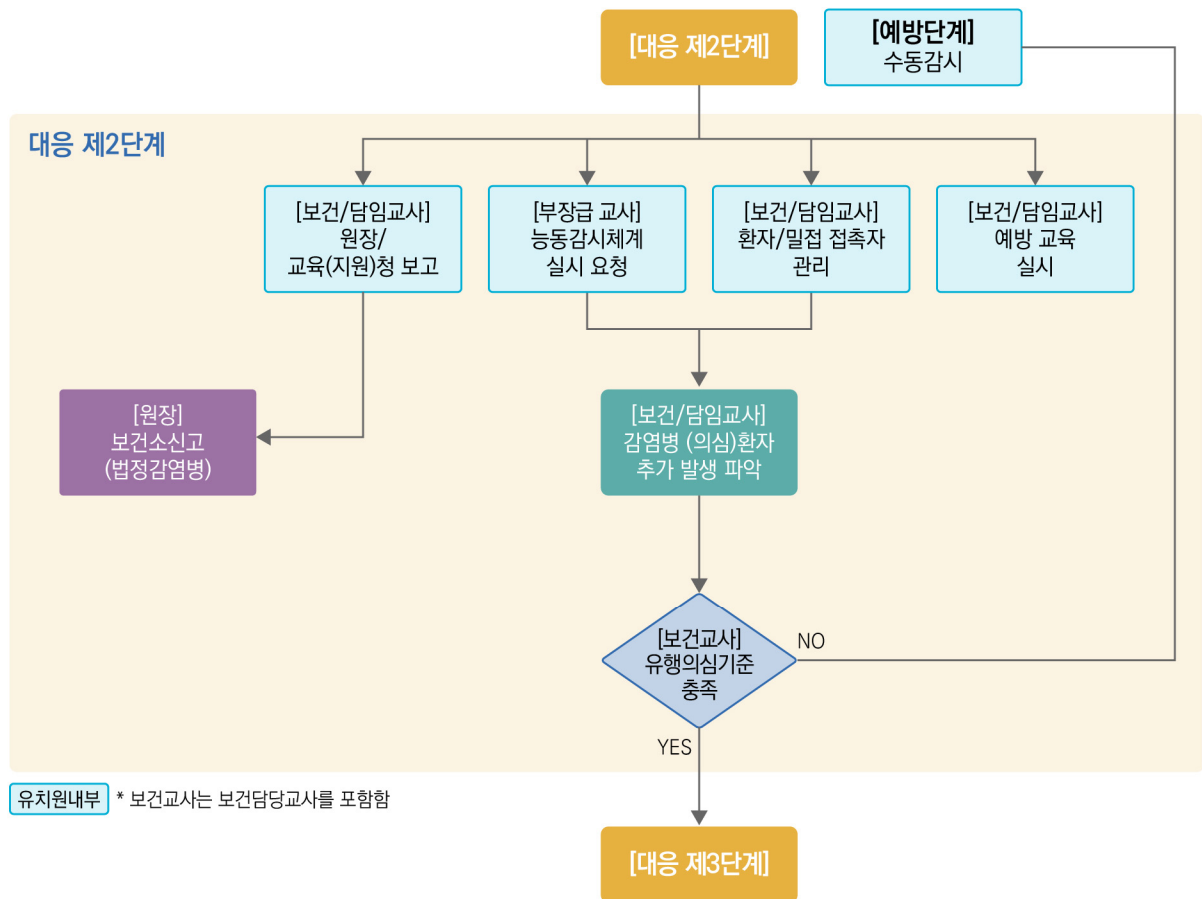 [대응 제2단계]
[예방단계]
수동감시
대응 제2단계
[보건/담임교사]
원장/
교육(지원)청 보고
[부장급 교사]
능동감시체계
실시 요청
[보건/담임교사]
환자/밀접 접촉자
관리
[보건/담임교사]
예방 교육
실시
[원장]
보건소신고
(법정감염병)
[보건/담임교사]
감염병 (의심)환자
추가 발생 파악
[보건교사]
유행의심기준
충족
NO
YES
유치원내부 * 보건교사는 보건담당교사를 포함함
[대응 제3단계]